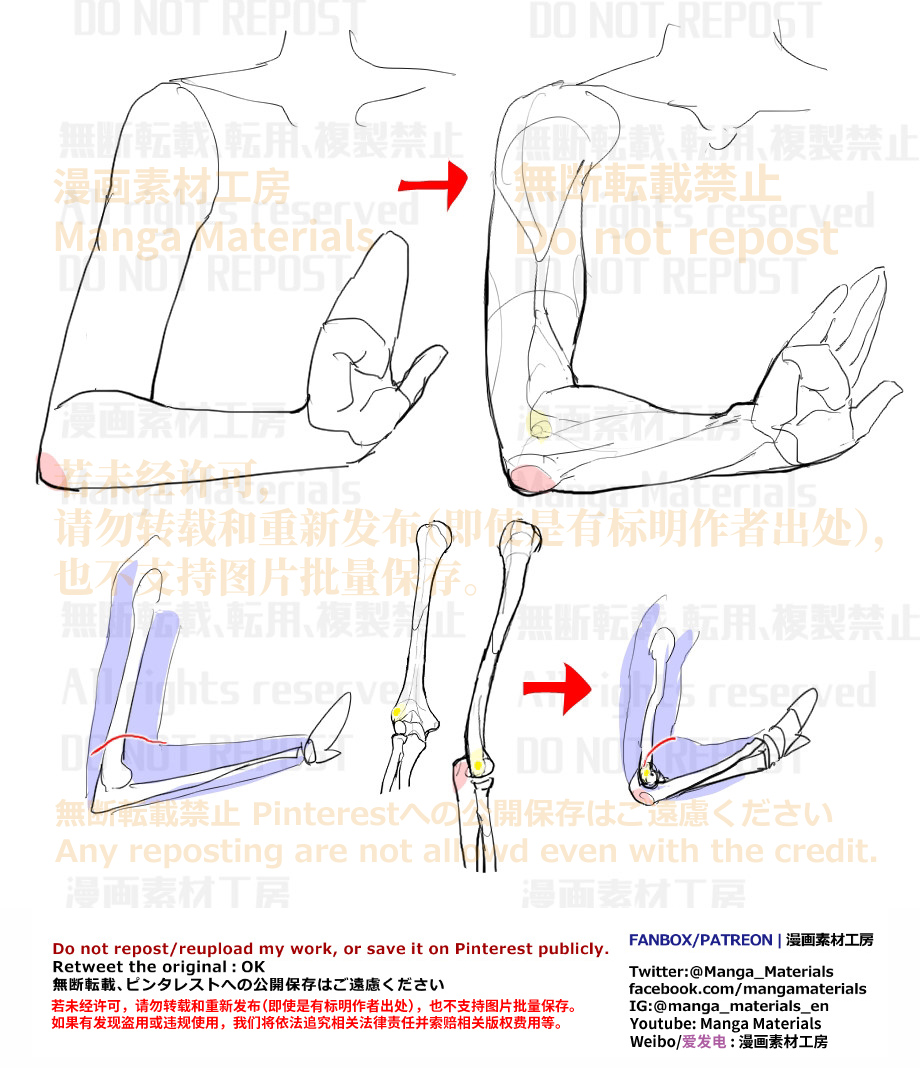 DO NOT REPOST
DO NOT REPOST
無断転載、転用、複製禁止
無断転載、転用、複製禁止
漫画素材工房
無断転載禁止
All rights reserved
All rights reserved
Manga Materials
Do not repost
DO NOT REPOST
DO NOT REPOST
漫画素材工房
漫画素材工房
若未经许可,
Manga Materials
Manga Materials
请勿转载和重新发布(即使是有标明作者出处),
也不支持图片批量保存。
無断転載、転用、複製禁止
無断転載、転用、複製禁止
All rights reserved
All rights reserved
DO NOT REPOST
DO NOT REPOST
無断転載禁止 Pinterestへの公開保存はご遠慮ください
Any reposting are not allowd even with the credit.
漫画素材工房
漫画素材工房
Do not repost/reupload my work, or save it on Pinterest publicly.
Retweet the original : OK
無断転載、ピンタレストへの公開保存はご遠慮ください
若未经许可，请勿转载和重新发布(即使是有标明作者出处)，也不支持图片批量保存。
如果有发现盗用或违规使用，我们将依法追究相关法律责任并索赔相关版权费用等。
FANBOX/PATREON | 漫画素材工房
Twitter:@Manga_Materials
facebook.com/mangamaterials
IG:@manga_materials_en
Youtube: Manga Materials
Weibo/爱发电 : 漫画素材工房